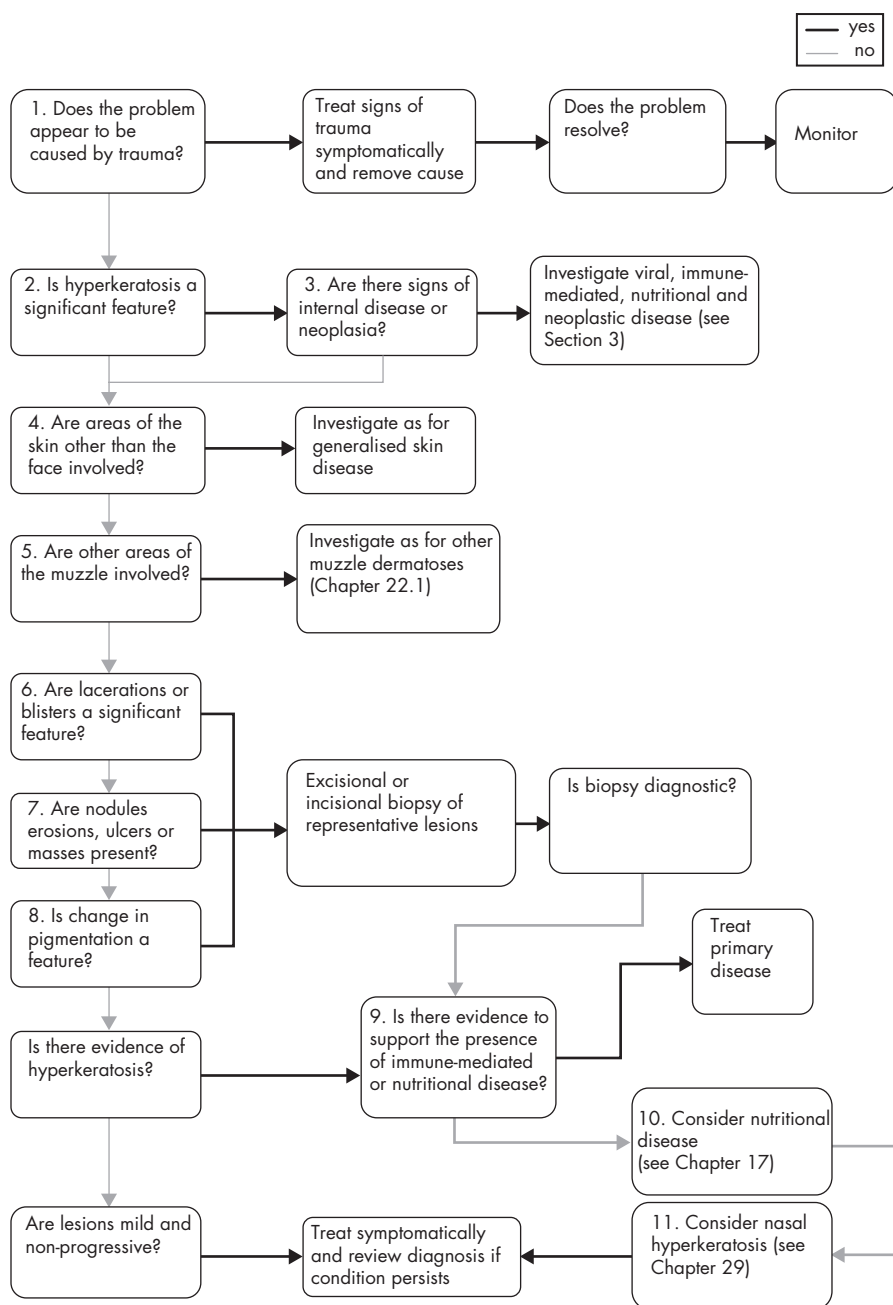 yes
no
1. Does the problem
appear to be
caused by trauma?
Treat signs of
trauma
symptomatically
and remove cause
Does the problem
resolve?
Monitor
2. Is hyperkeratosis a
significant feature?
3. Are there signs of
internal disease or
neoplasia?
Investigate viral, immune-
mediated, nutritional and
neoplastic disease (see
Section 3)
4. Are areas of the
skin other than the
face involved?
Investigate as for
generalised skin
disease
5. Are other areas of
the muzzle involved?
Investigate as for other
muzzle dermatoses
(Chapter 22.1)
6. Are lacerations or
blisters a significant
feature?
7. Are nodules
erosions, ulcers or
masses present?
8. Is change in
pigmentation a
feature?
Excisional or
incisional biopsy of
representative lesions
Is biopsy diagnostic?
Treat
primary
disease
Is there evidence of
hyperkeratosis?
9. Is there evidence to
support the presence
of immune-mediated
or nutritional disease?
10. Consider nutritional
disease
(see Chapter 17)
Are lesions mild and
non-progressive?
Treat symptomatically
and review diagnosis if
condition persists
11. Consider nasal
hyperkeratosis (see
Chapter 29)